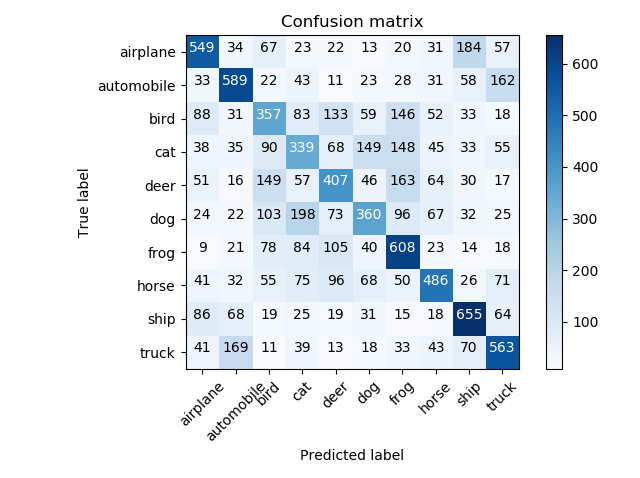 Confusion matrix
airplane 549 34 67 23 22 13 20 31 184 57
automobile 33 589 22 43 11 23 28 31 58 162
bird 88 31 357 83 133 59 146 52 33 18
cat 38 35 90 339 68 149 148 45 33 55
deer 51 16 149 57 407 46 163 64 30 17
dog 24 22 103 198 73 360 96 67 32 25
frog 9 21 78 84 105 40 608 23 14 18
horse 41 32 55 75 96 68 50 486 26 71
ship 86 68 19 25 19 31 15 18 655 64
truck 41 169 11 39 13 18 33 43 70 563
airplane automobile bird cat deer dog frog horse ship truck
Predicted label
True label
600
500
400
300
200
100